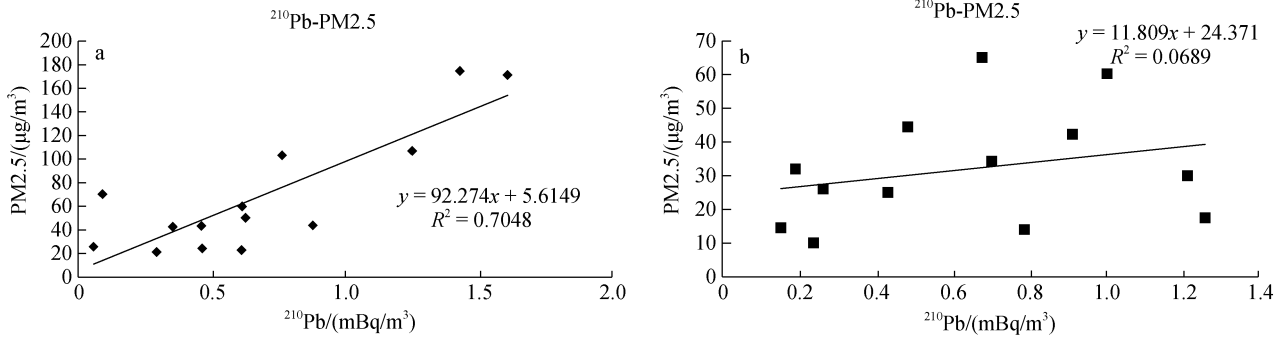 ²¹⁰Pb-PM2.5
a
200
180
160
140
120
100
80
60
40
20
0
PM2.5/(μg/m³)
y = 92.274x + 5.6149
R² = 0.7048
0 0.5 1.0 1.5 2.0
²¹⁰Pb/(mBq/m³)
²¹⁰Pb-PM2.5
b
y = 11.809x + 24.371
R² = 0.0689
70
60
50
40
30
20
10
0
PM2.5/(μg/m³)
0 0.2 0.4 0.6 0.8 1.0 1.2 1.4
²¹⁰Pb/(mBq/m³)